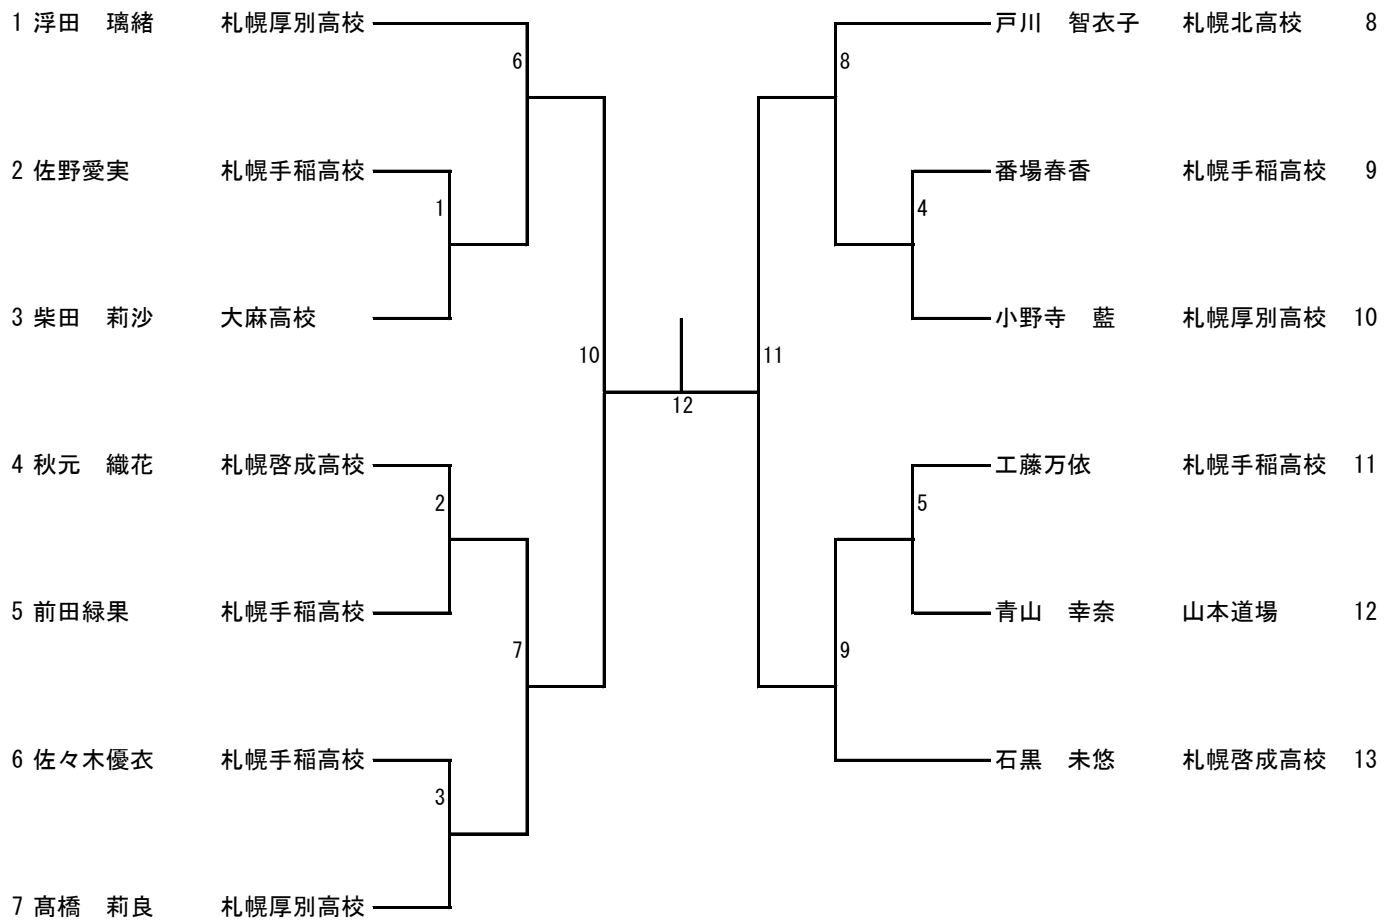 1 浮田　璃緒 札幌厚別高校
6
2 佐野愛実 札幌手稲高校
1
3 柴田　莉沙 大麻高校
10
4 秋元　織花 札幌啓成高校
2
5 前田緑果 札幌手稲高校
7
6 佐々木優衣 札幌手稲高校
3
7 髙橋　莉良 札幌厚別高校
12
戸川　智衣子 札幌北高校 8
8
番場春香 札幌手稲高校 9
4
小野寺　藍 札幌厚別高校 10
11
工藤万依 札幌手稲高校 11
5
青山　幸奈 山本道場 12
9
石黒　未悠 札幌啓成高校 13